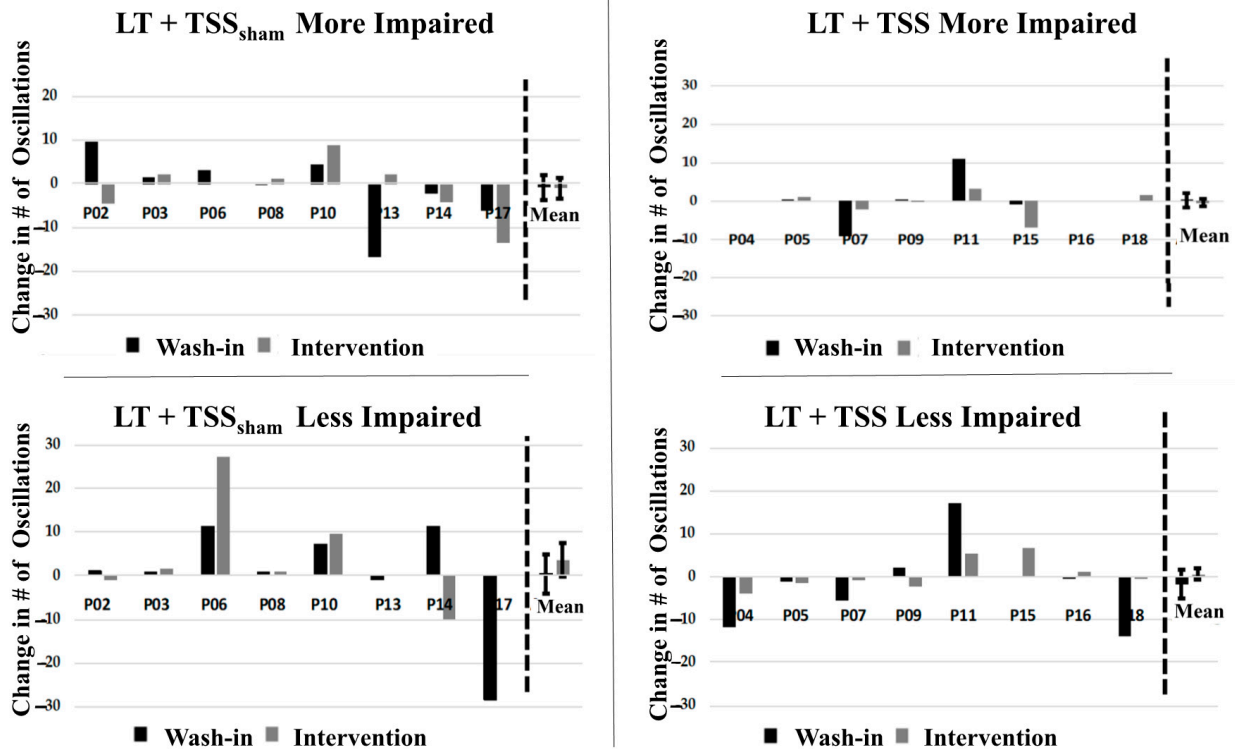 LT + TSSsham More Impaired
Change in # of Oscillations
20
10
0
–10
–20
–30
P02 P03 P06 P08 P10 P13 P14 P17 Mean
Wash-in Intervention
LT + TSS More Impaired
Change in # of Oscillations
30
20
10
0
–10
–20
–30
P04 P05 P07 P09 P11 P15 P16 P18 Mean
Wash-in Intervention
LT + TSSsham Less Impaired
Change in # of Oscillations
30
20
10
0
–10
–20
–30
P02 P03 P06 P08 P10 P13 P14 17 Mean
Wash-in Intervention
LT + TSS Less Impaired
Change in # of Oscillations
30
20
10
0
–10
–20
–30
04 P05 P07 P09 P11 P15 P16 18 Mean
Wash-in Intervention